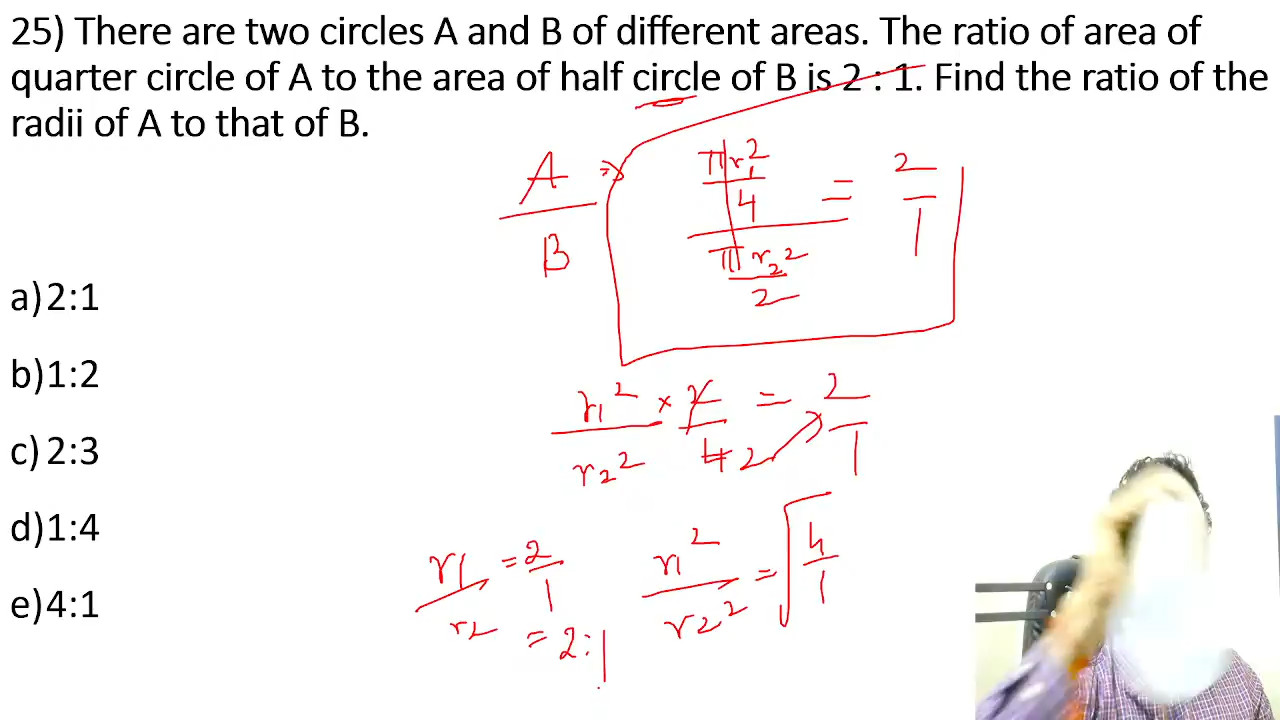 25) There are two circles A and B of different areas. The ratio of area of
quarter circle of A to the area of half circle of B is 2 : 1. Find the ratio of the
radii of A to that of B.
A
B
⇒
πr₁²
4
πr₂²
2
=
2
1
a) 2:1
b) 1:2
c) 2:3
d) 1:4
e) 4:1
r₁² × 2 = 2
r₂² 4 2 1
r₁ = 2
r₂ 1
= 2:1
r₁² = √4
r₂² 1